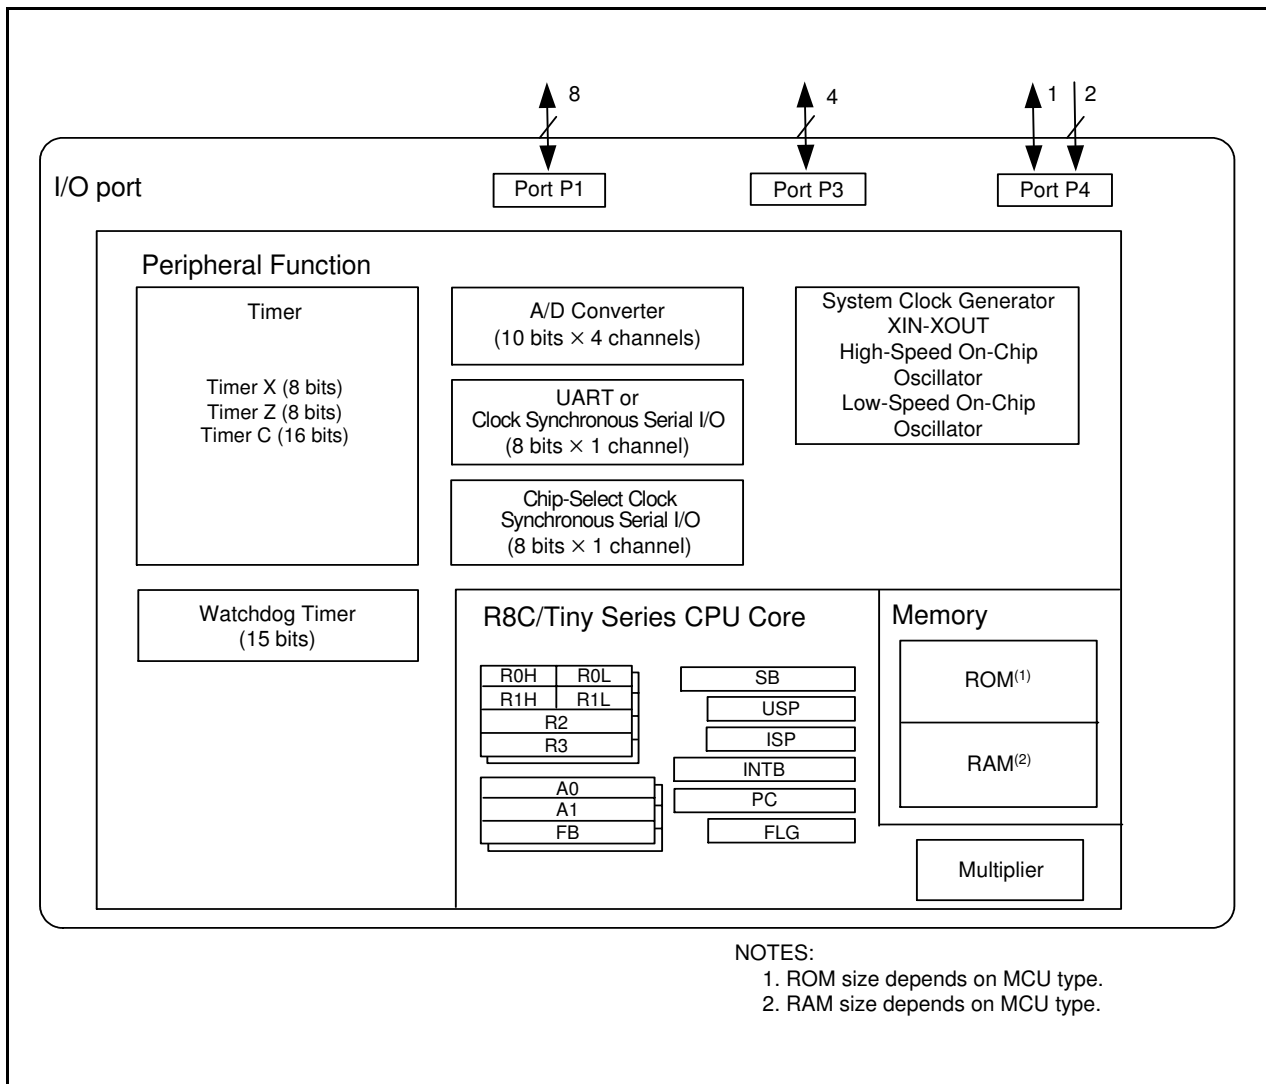 8
4
1
2
I/O port
Port P1
Port P3
Port P4
Peripheral Function
Timer
Timer X (8 bits)
Timer Z (8 bits)
Timer C (16 bits)
A/D Converter
(10 bits × 4 channels)
UART or
Clock Synchronous Serial I/O
(8 bits × 1 channel)
Chip-Select Clock
Synchronous Serial I/O
(8 bits × 1 channel)
System Clock Generator
XIN-XOUT
High-Speed On-Chip
Oscillator
Low-Speed On-Chip
Oscillator
Watchdog Timer
(15 bits)
R8C/Tiny Series CPU Core
R0H
R0L
R1H
R1L
R2
R3
A0
A1
FB
SB
USP
ISP
INTB
PC
FLG
Memory
ROM(1)
RAM(2)
Multiplier
NOTES:
1. ROM size depends on MCU type.
2. RAM size depends on MCU type.